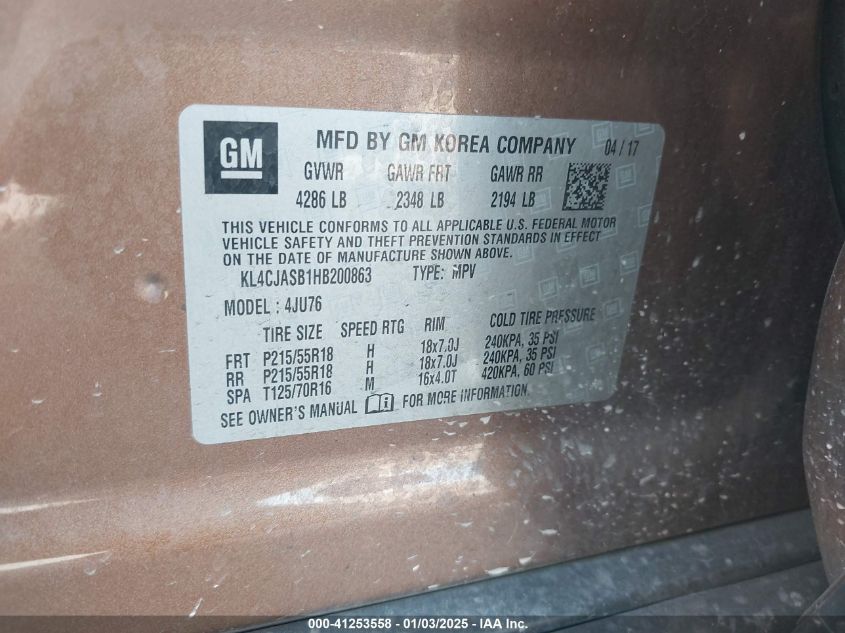 GM
MFD BY GM KOREA COMPANY 04 / 17
GVWR GAWR FRT GAWR RR
4286 LB 2348 LB 2194 LB
THIS VEHICLE CONFORMS TO ALL APPLICABLE U.S. FEDERAL MOTOR
VEHICLE SAFETY AND THEFT PREVENTION STANDARDS IN EFFECT
ON THE DATE OF MANUFACTURE SHOWN ABOVE.
KL4CJASB1HB200863 TYPE: MPV
MODEL : 4JU76
TIRE SIZE SPEED RTG RIM COLD TIRE PRESSURE
FRT P215/55R18 H 18x7.0J 240KPA, 35 PSI
RR P215/55R18 H 18x7.0J 240KPA, 35 PSI
SPA T125/70R16 M 16x4.0T 420KPA, 60 PSI
SEE OWNER'S MANUAL i FOR MORE INFORMATION
000-41253558 - 01/03/2025 - IAA Inc.